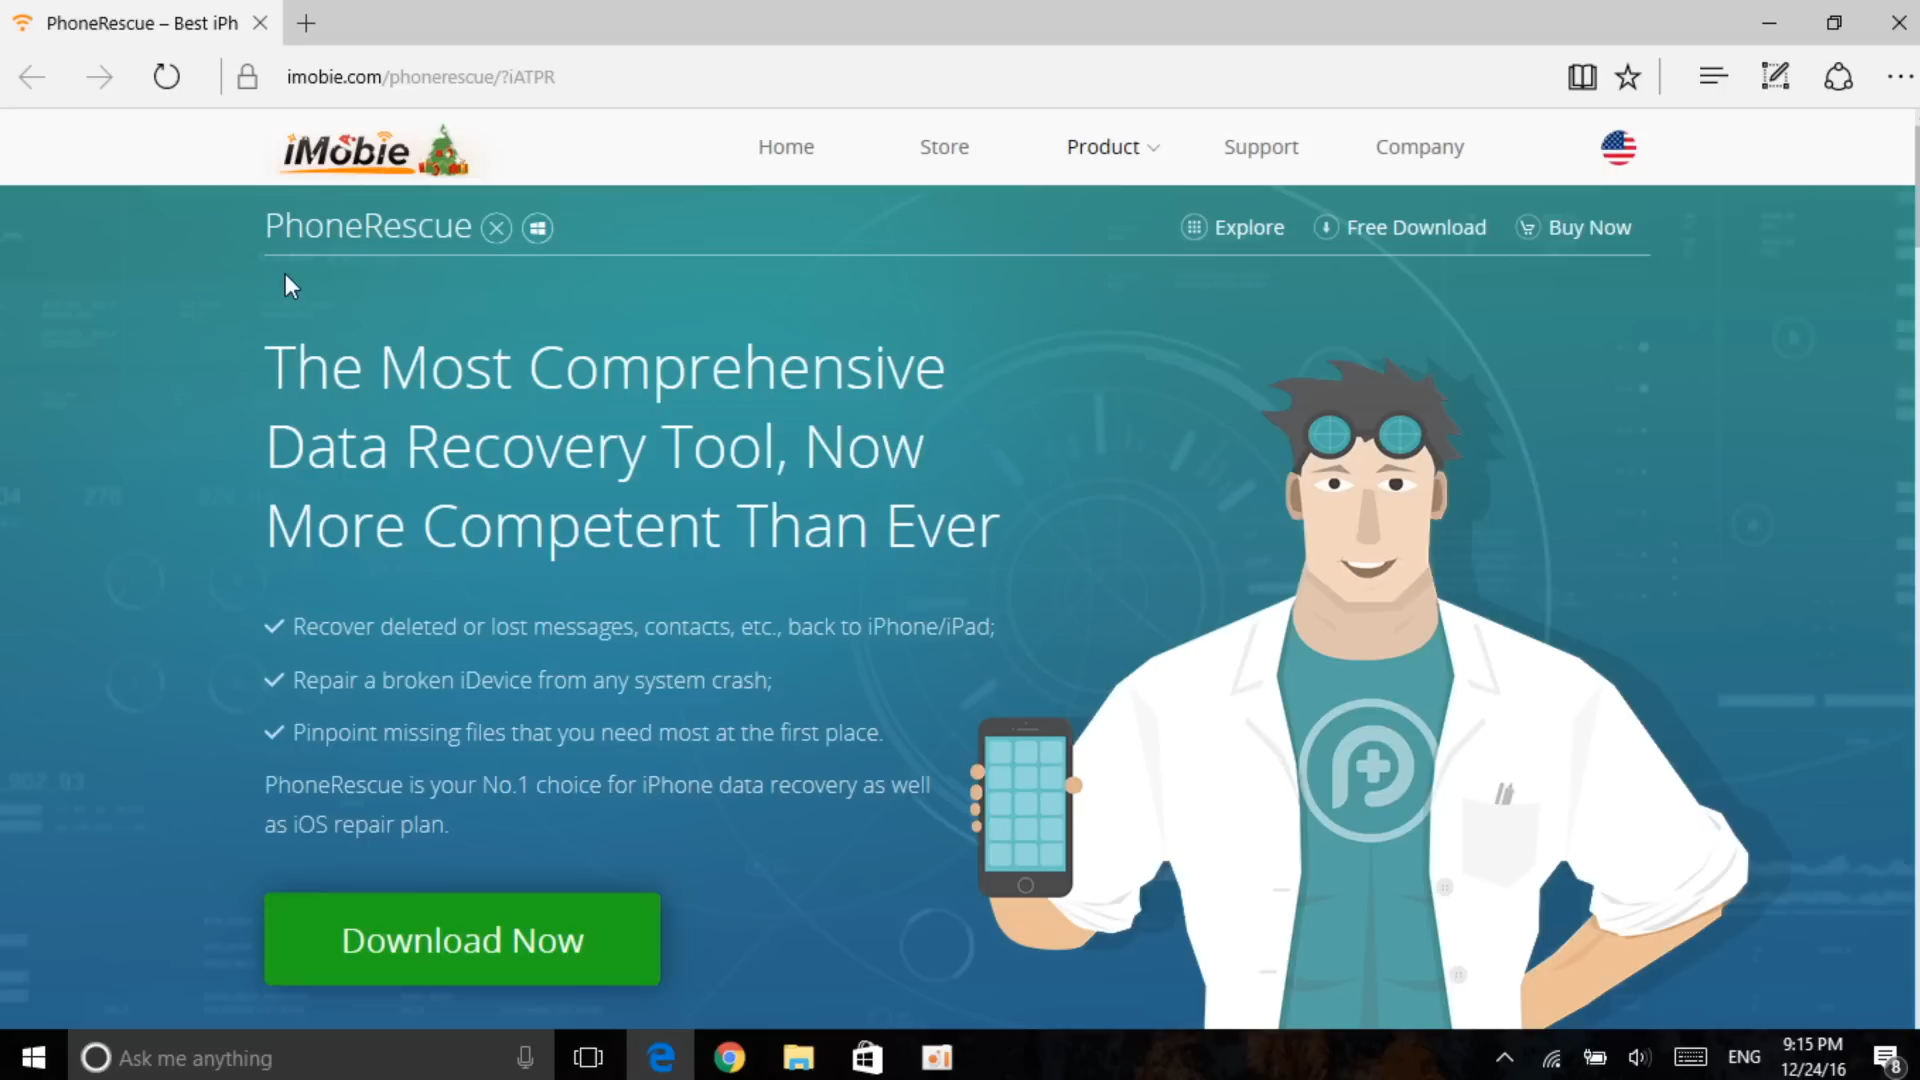 PhoneRescue – Best iPh
imobie.com/phonerescue/?iATPR
iMobie
Home
Store
Product
Support
Company
PhoneRescue
Explore
Free Download
Buy Now
The Most Comprehensive
Data Recovery Tool, Now
More Competent Than Ever
Recover deleted or lost messages, contacts, etc., back to iPhone/iPad;
Repair a broken iDevice from any system crash;
Pinpoint missing files that you need most at the first place.
PhoneRescue is your No.1 choice for iPhone data recovery as well
as iOS repair plan.
Download Now
Ask me anything
ENG
9:15 PM
12/24/16
8